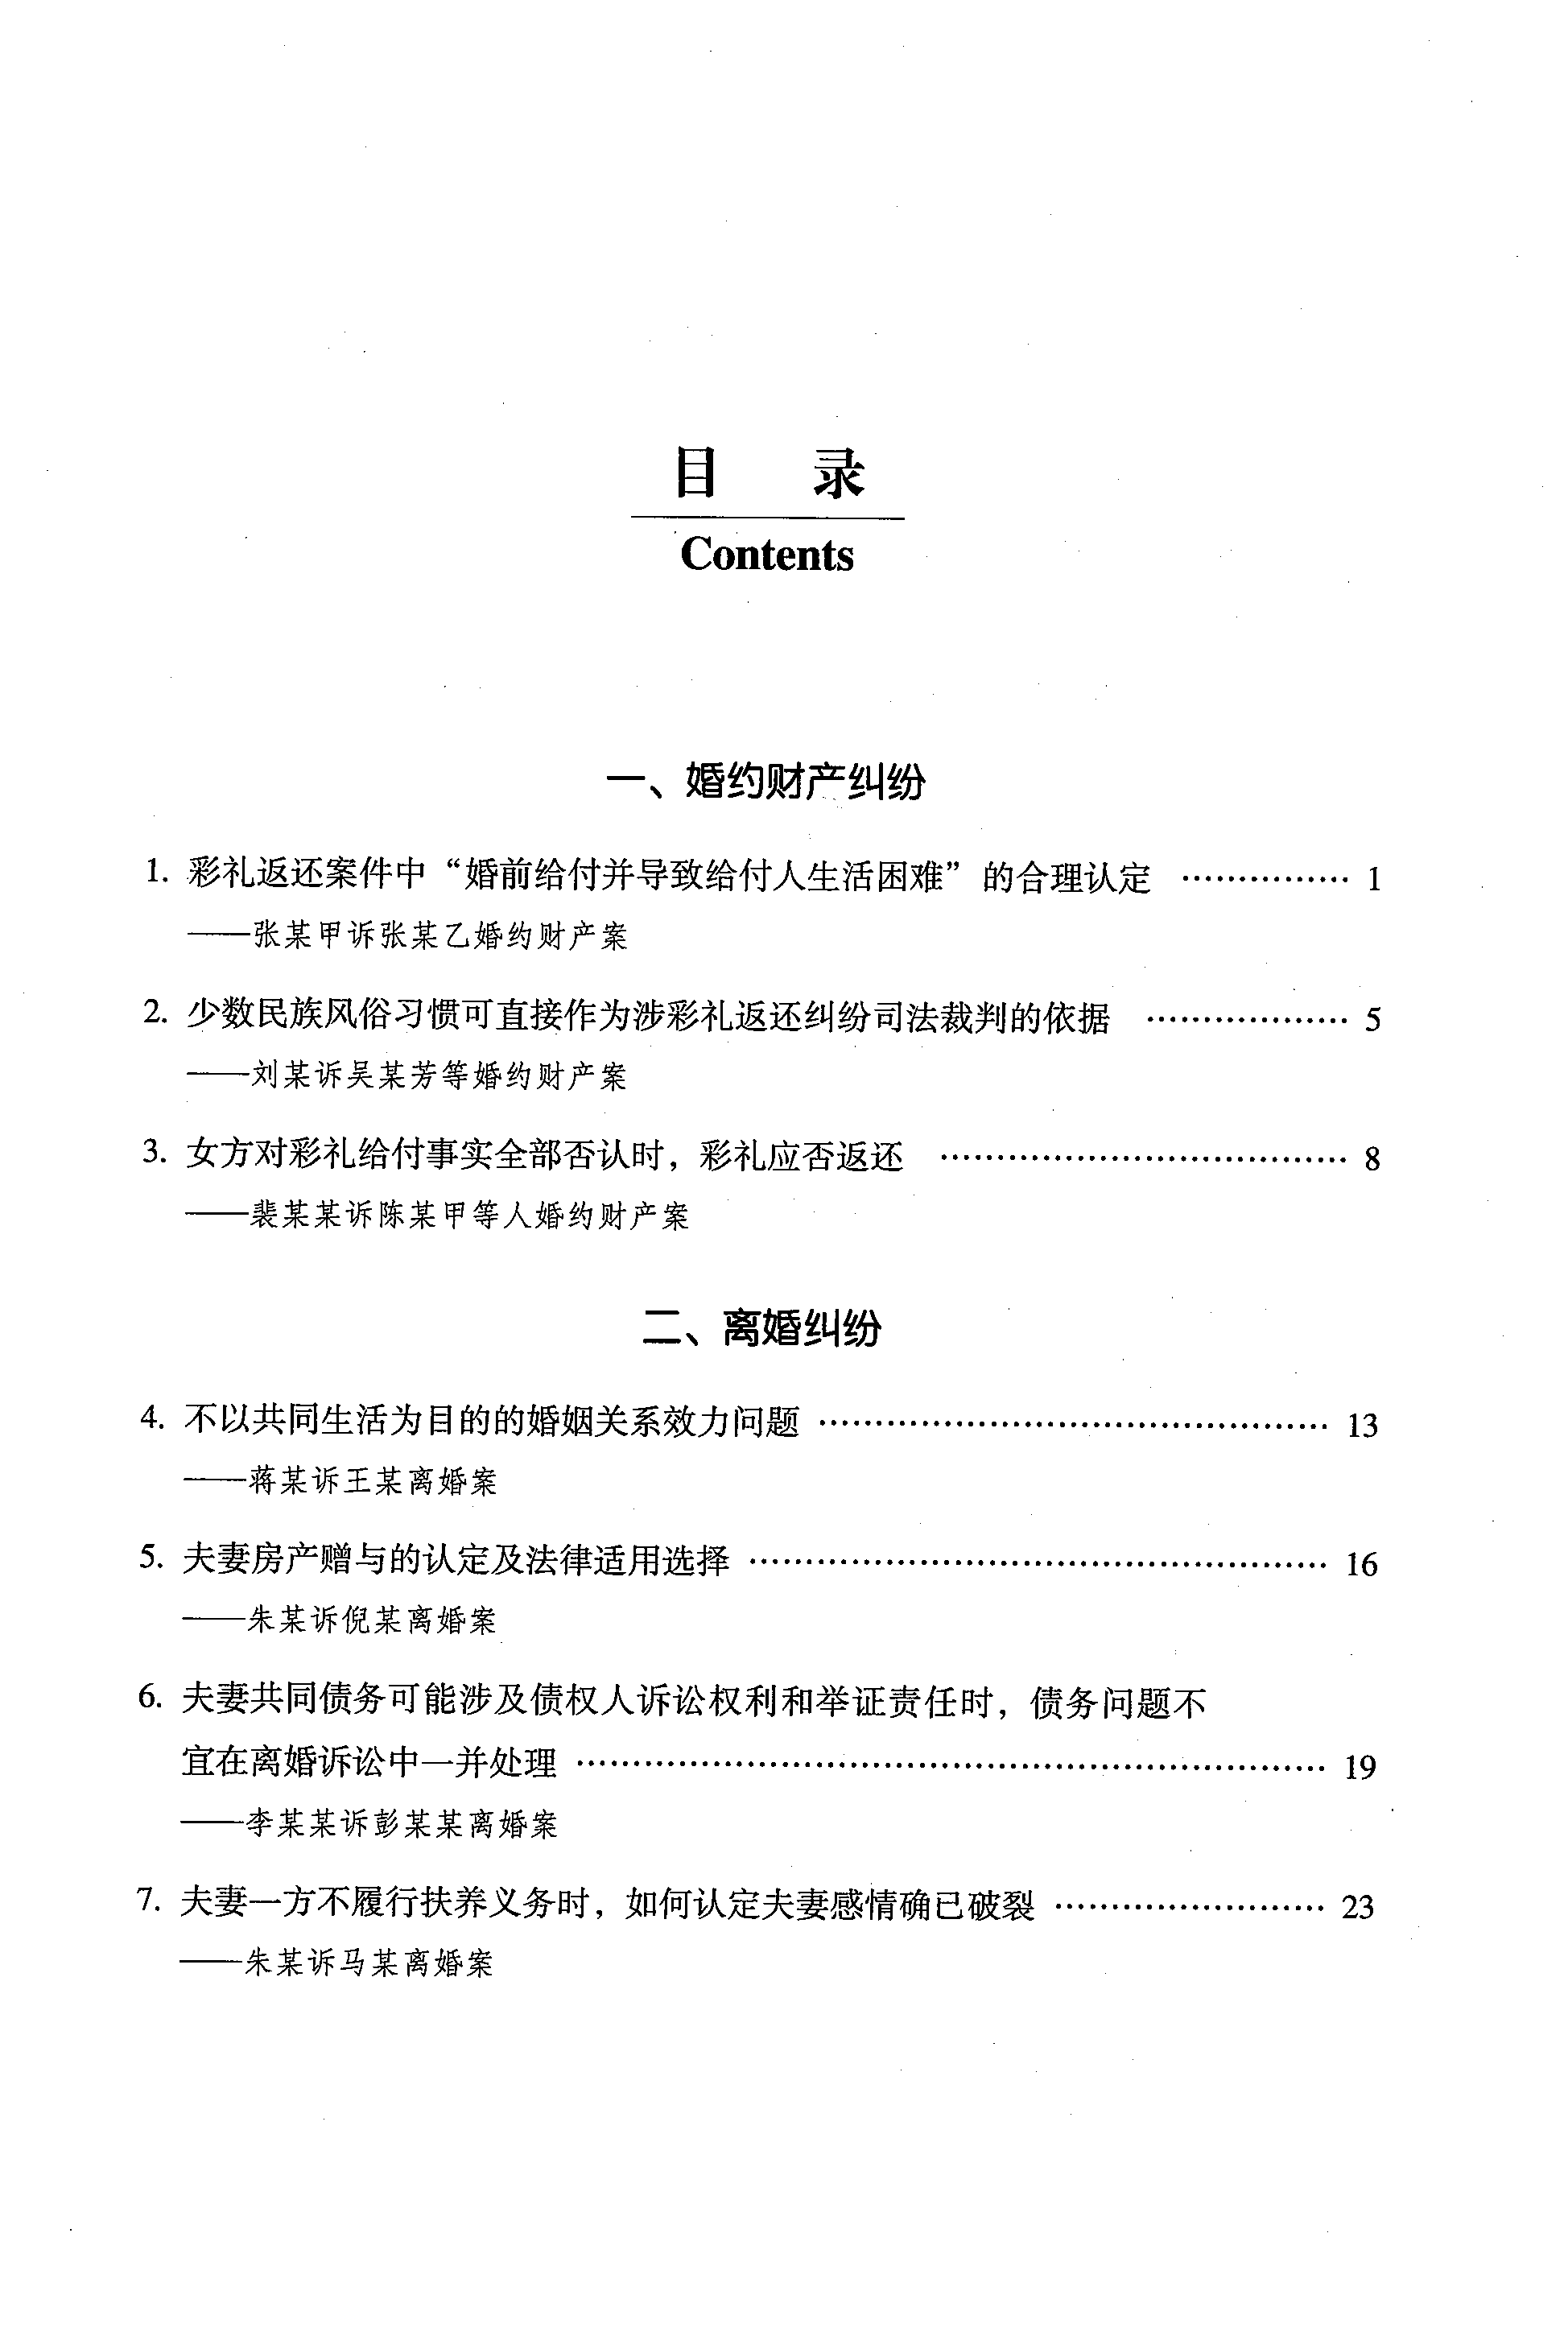 目 录
Contents
一、婚约财产纠纷
1. 彩礼返还案件中“婚前给付并导致给付人生活困难”的合理认定 …………… 1
——张某甲诉张某乙婚约财产案
2. 少数民族风俗习惯可直接作为涉彩礼返还纠纷司法裁判的依据 ……………… 5
——刘某诉吴某芳等婚约财产案
3. 女方对彩礼给付事实全部否认时，彩礼应否返还 ……………………………… 8
——裴某某诉陈某甲等人婚约财产案
二、离婚纠纷
4. 不以共同生活为目的的婚姻关系效力问题 ……………………………………… 13
——蒋某诉王某离婚案
5. 夫妻房产赠与的认定及法律适用选择 …………………………………………… 16
——朱某诉倪某离婚案
6. 夫妻共同债务可能涉及债权人诉讼权利和举证责任时，债务问题不
宜在离婚诉讼中一并处理 ………………………………………………………… 19
——李某某诉彭某某离婚案
7. 夫妻一方不履行扶养义务时，如何认定夫妻感情确已破裂 …………………… 23
——朱某诉马某离婚案